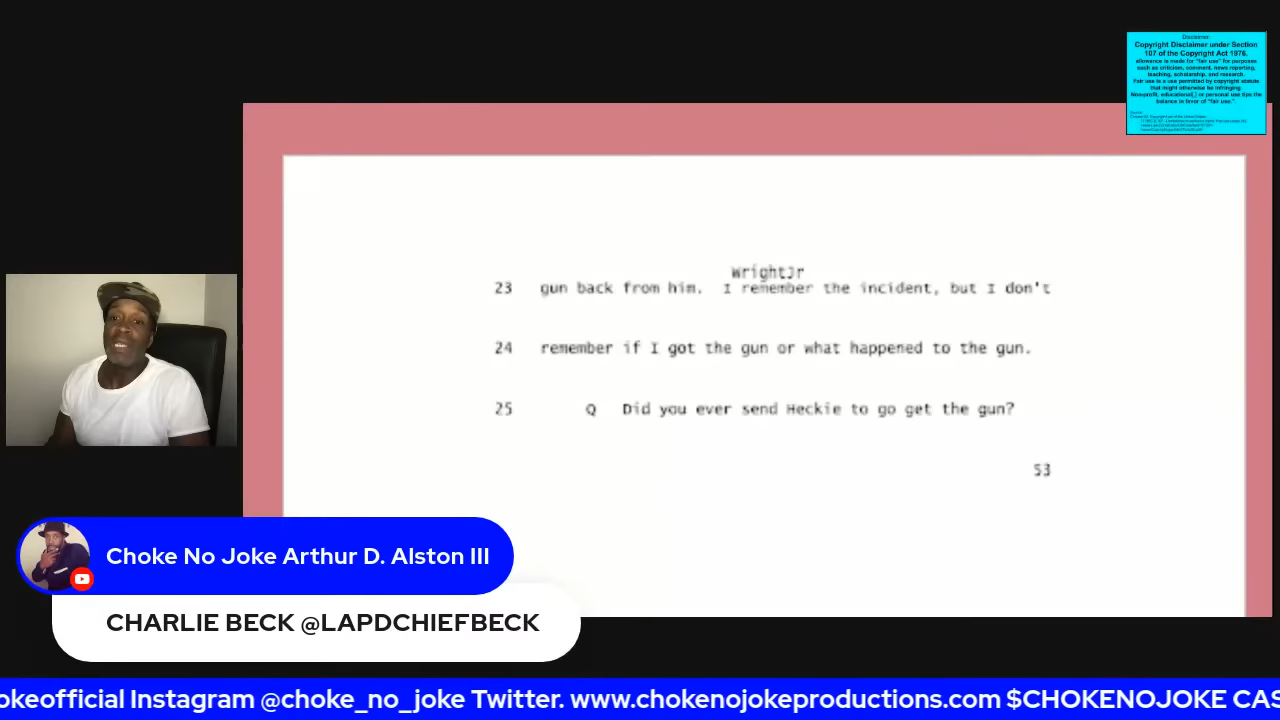 Disclaimer
Copyright Disclaimer under Section
107 of the Copyright Act 1976,
allowance is made for "fair use" for purposes
such as criticism, comment, news reporting,
teaching, scholarship, and research.
Fair use is a use permitted by copyright statute
that might otherwise be infringing.
Non-profit, educational[,] or personal use tips the
balance in favor of "fair use".
WrightJr
23 gun back from him. I remember the incident, but I don't
24 remember if I got the gun or what happened to the gun.
25 Q Did you ever send Heckie to go get the gun?
53
Choke No Joke Arthur D. Alston III
CHARLIE BECK @LAPDCHIEFBECK
okeofficial Instagram @choke_no_joke Twitter. www.chokenojokeproductions.com $CHOKENOJOKE CAS